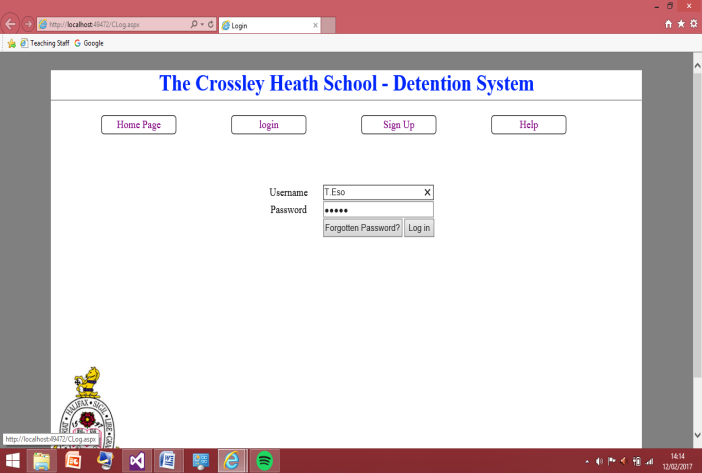 http://localhost:49472/CLog.aspx
Login
Teaching Staff
G Google
The Crossley Heath School - Detention System
Home Page
login
Sign Up
Help
Username
T.Eso
Password
Forgotten Password?
Log in
HALIFAX
http://localhost:49472/CLog.aspx
14:14
12/02/2017